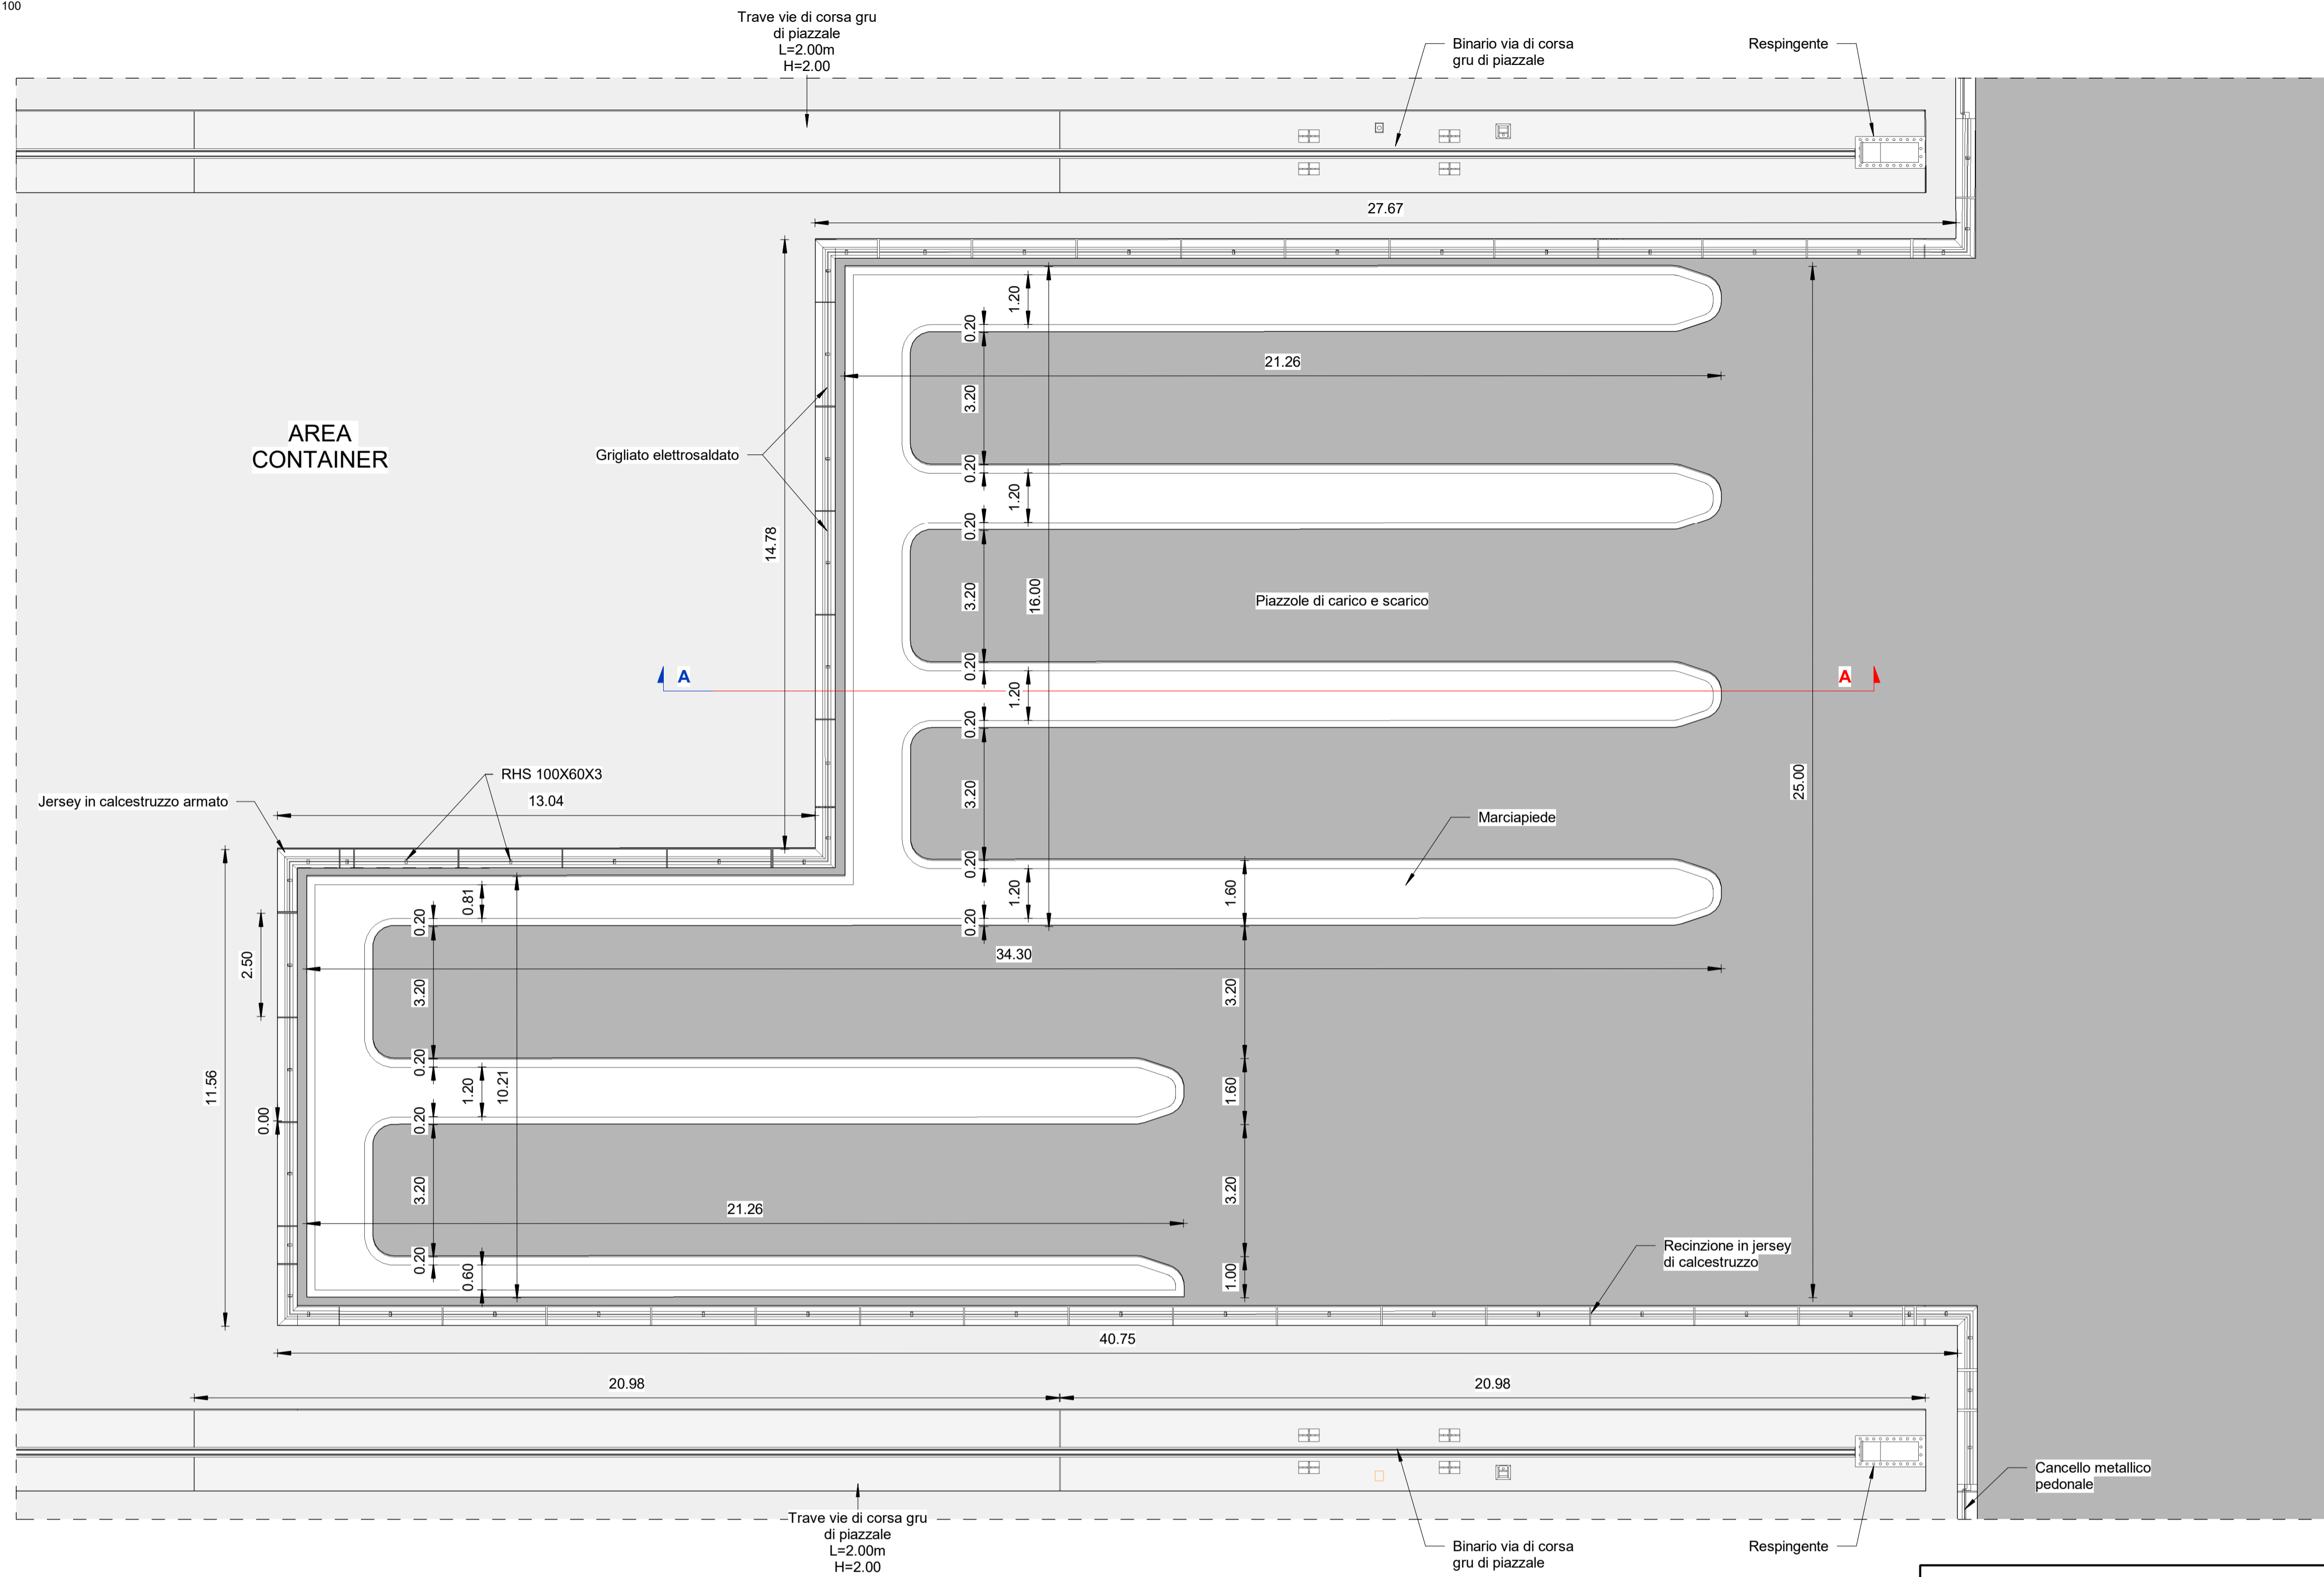 100
Trave vie di corsa gru
di piazzale
L=2.00m
H=2.00
Binario via di corsa
gru di piazzale
Respingente
27.67
1.20
0.20
21.26
3.20
AREA
CONTAINER
Grigliato elettrosaldato
0.20
1.20
0.20
14.78
3.20
16.00
Piazzole di carico e scarico
0.20
A
A
1.20
0.20
RHS 100X60X3
13.04
Jersey in calcestruzzo armato
3.20
25.00
Marciapiede
0.20
0.81
1.20
1.60
0.20
0.20
34.30
2.50
3.20
3.20
0.20
11.56
1.20
10.21
1.60
0.00
0.20
3.20
3.20
21.26
0.20
0.60
1.00
Recinzione in jersey
di calcestruzzo
40.75
20.98
20.98
Cancello metallico
pedonale
Trave vie di corsa gru
di piazzale
L=2.00m
H=2.00
Binario via di corsa
gru di piazzale
Respingente